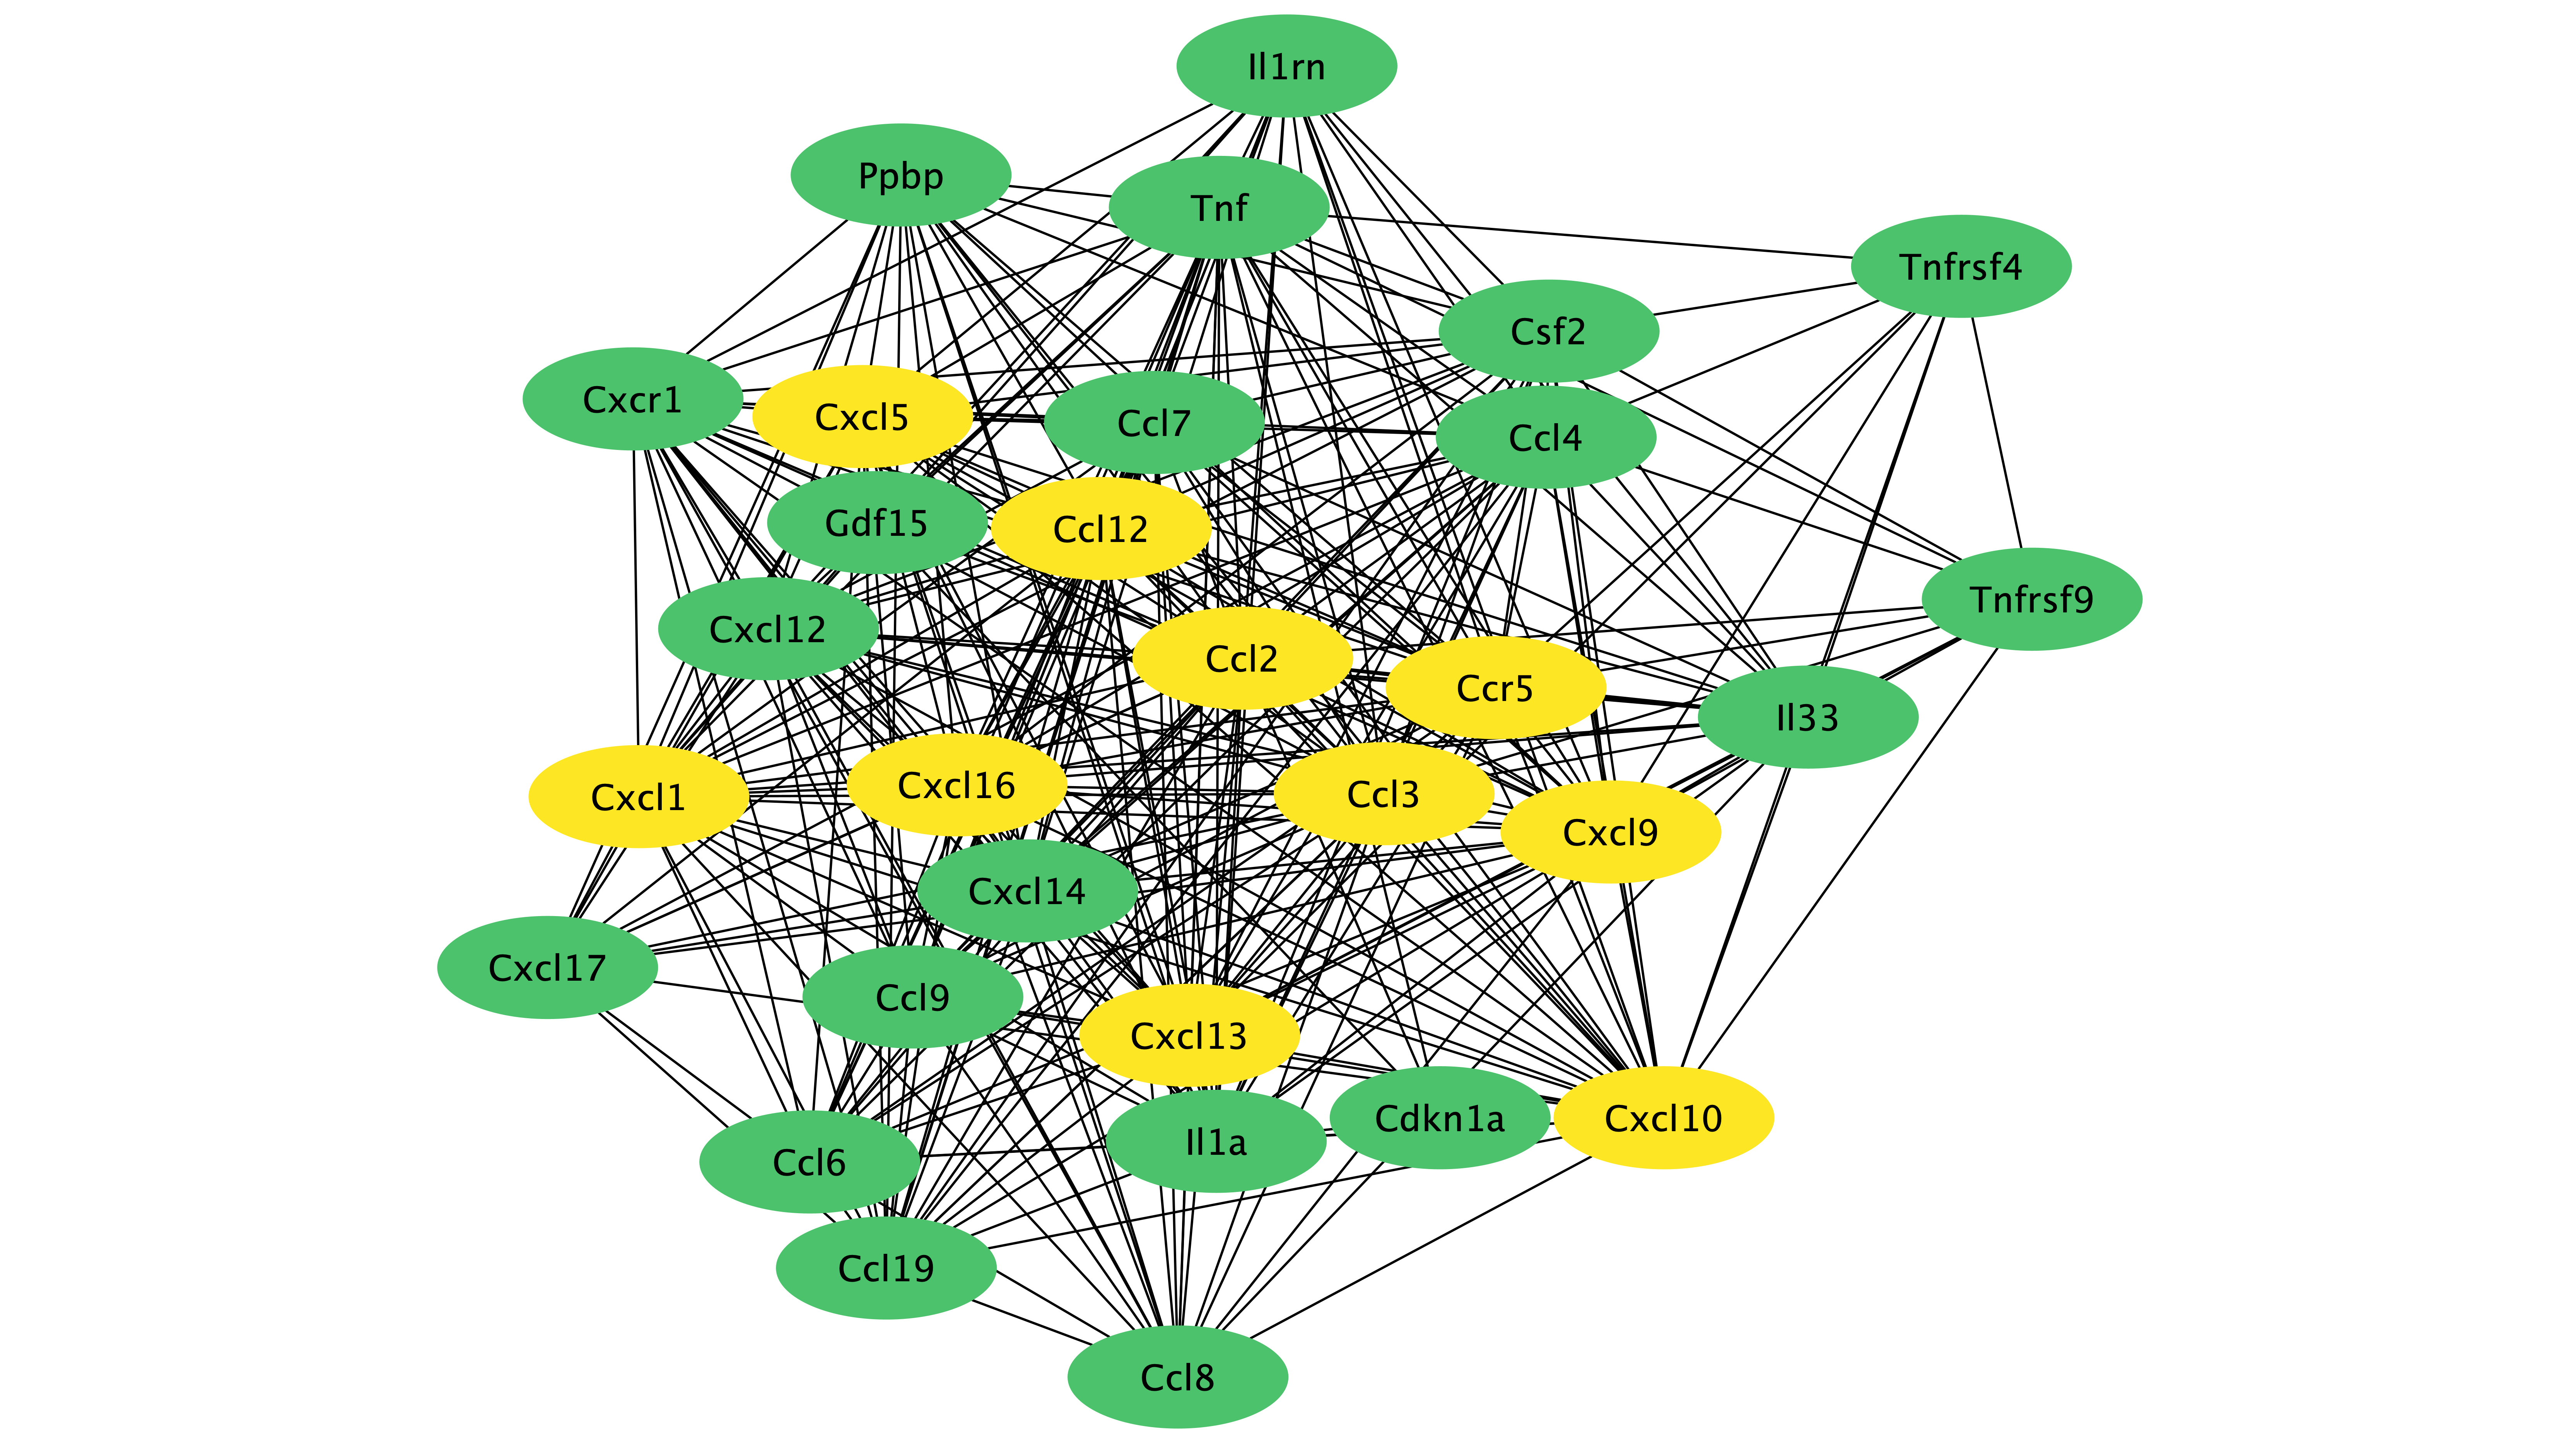 Il1rn
Ppbp
Tnf
Tnfrsf4
Csf2
Cxcr1
Cxcl5
Ccl7
Ccl4
Gdf15
Ccl12
Tnfrsf9
Cxcl12
Ccl2
Ccr5
Il33
Cxcl1
Cxcl16
Ccl3
Cxcl9
Cxcl14
Cxcl17
Ccl9
Cxcl13
Cdkn1a
Cxcl10
Il1a
Ccl6
Ccl19
Ccl8